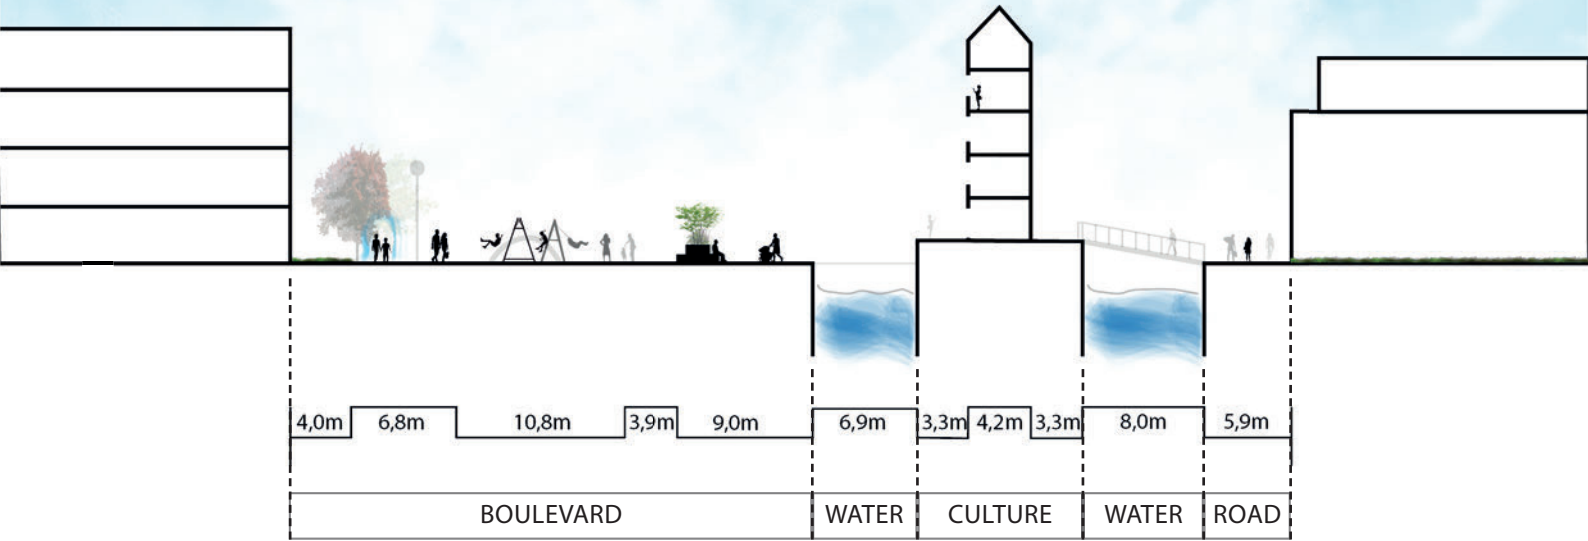 4,0m 6,8m 10,8m 3,9m 9,0m 6,9m 3,3m 4,2m 3,3m 8,0m 5,9m
BOULEVARD WATER CULTURE WATER ROAD